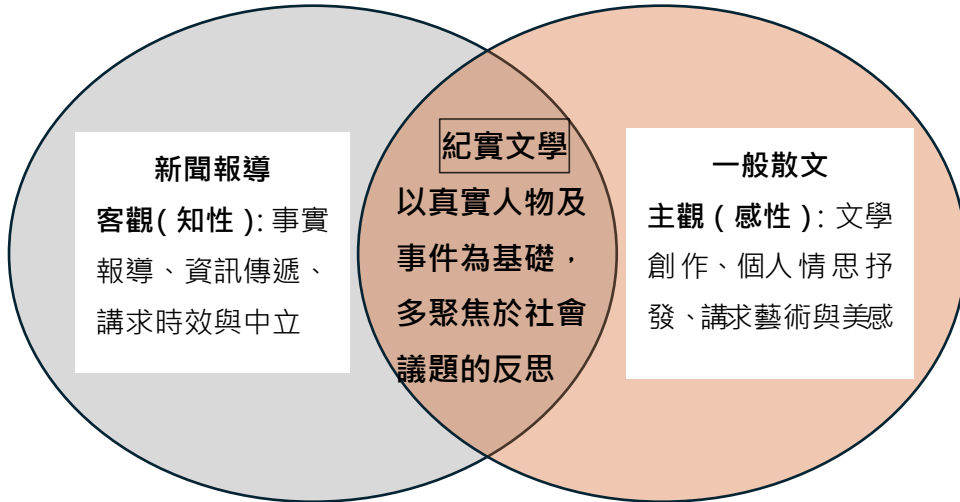 新聞報導
客觀(知性):事實
報導、資訊傳遞、
講求時效與中立
紀實文學
以真實人物及
事件為基礎，
多聚焦於社會
議題的反思
一般散文
主觀(感性):文學
創作、個人情思抒
發、講求藝術與美感